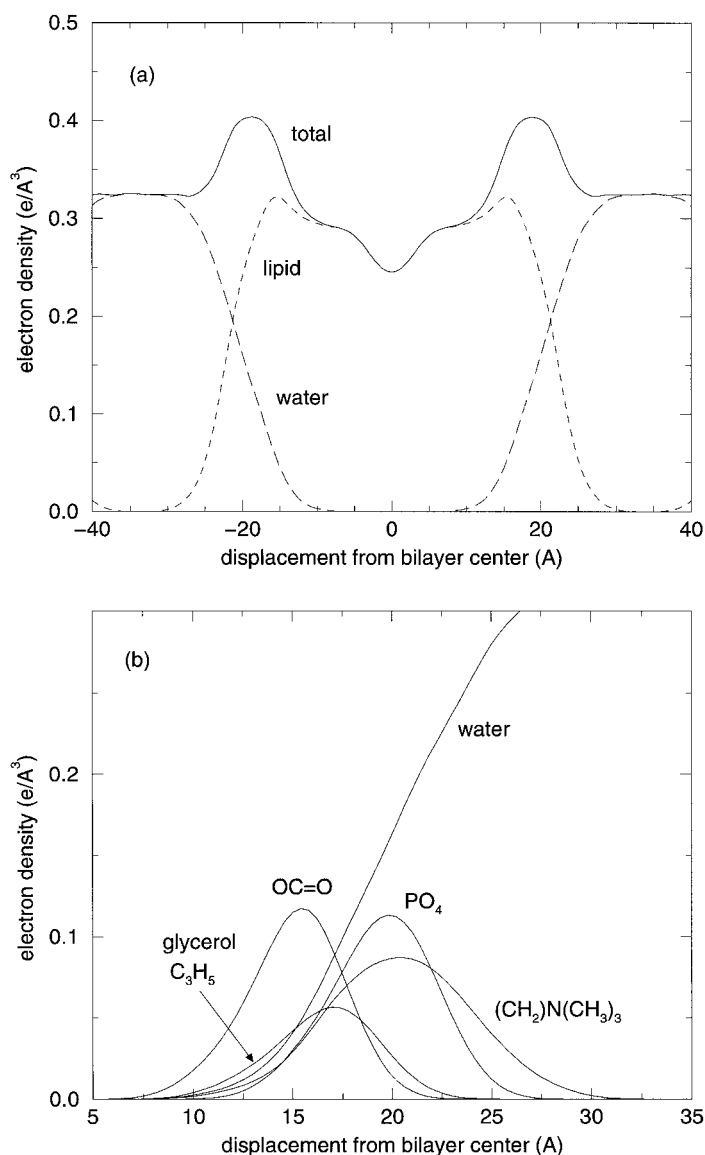 0.5
(a)
0.4
total
0.3
electron density (e/A³)
lipid
0.2
water
0.1
0.0
−40 −20 0 20 40
displacement from bilayer center (A)
(b)
water
0.2
electron density (e/A³)
OC=O
PO₄
0.1
glycerol
C₃H₅
(CH₂)N(CH₃)₃
0.0
5 10 15 20 25 30 35
displacement from bilayer center (A)